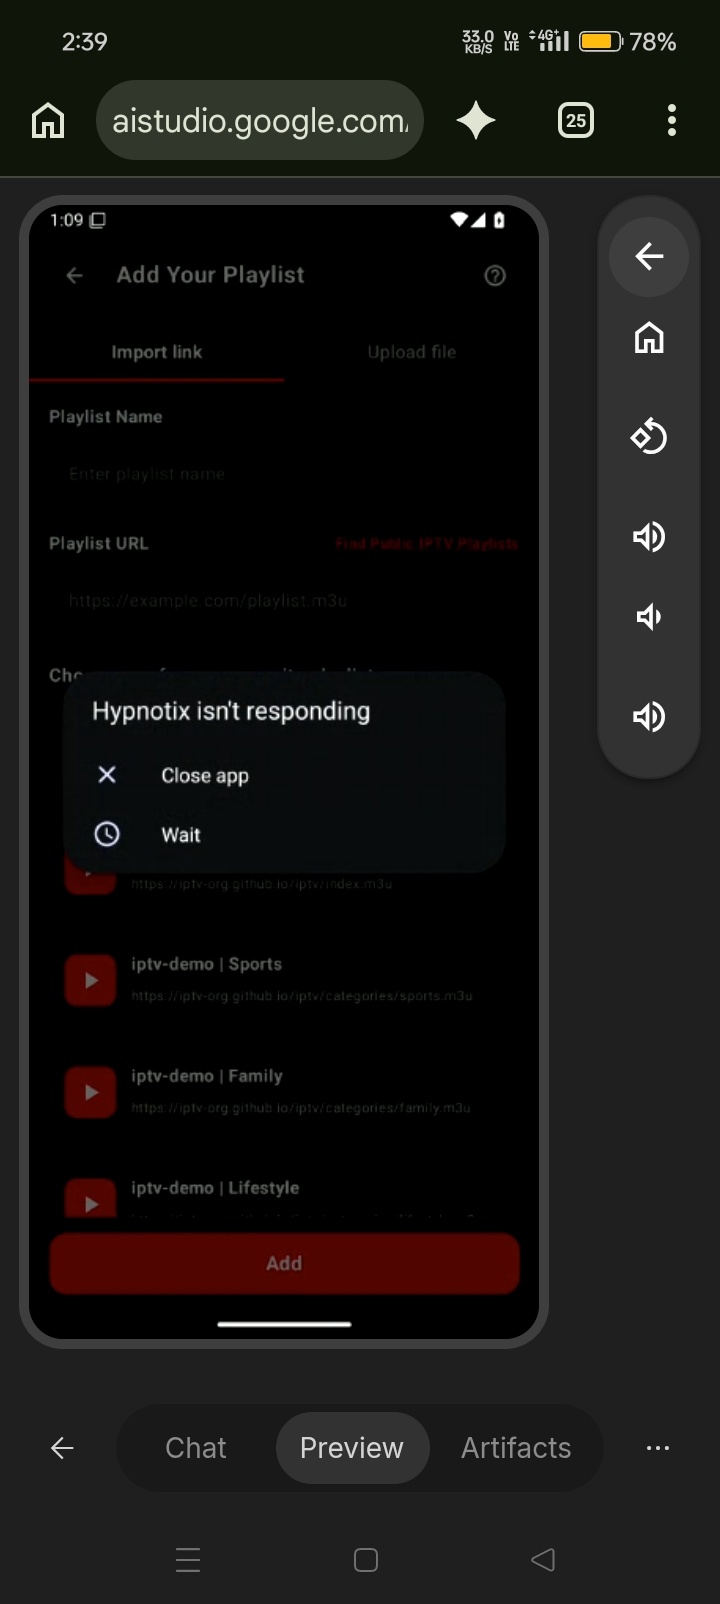 2:39
33.0 KB/S Vo LTE 4G+ 78%
aistudio.google.com/
25
1:09
Add Your Playlist
Import link
Upload file
Playlist Name
Enter playlist name
Playlist URL
Find Public IPTV Playlists
https://example.com/playlist.m3u
Hypnotix isn't responding
Close app
Wait
https://iptv-org.github.io/iptv/index.m3u
iptv-demo | Sports
https://iptv-org.github.io/iptv/categories/sports.m3u
iptv-demo | Family
https://iptv-org.github.io/iptv/categories/family.m3u
iptv-demo | Lifestyle
Add
Chat
Preview
Artifacts